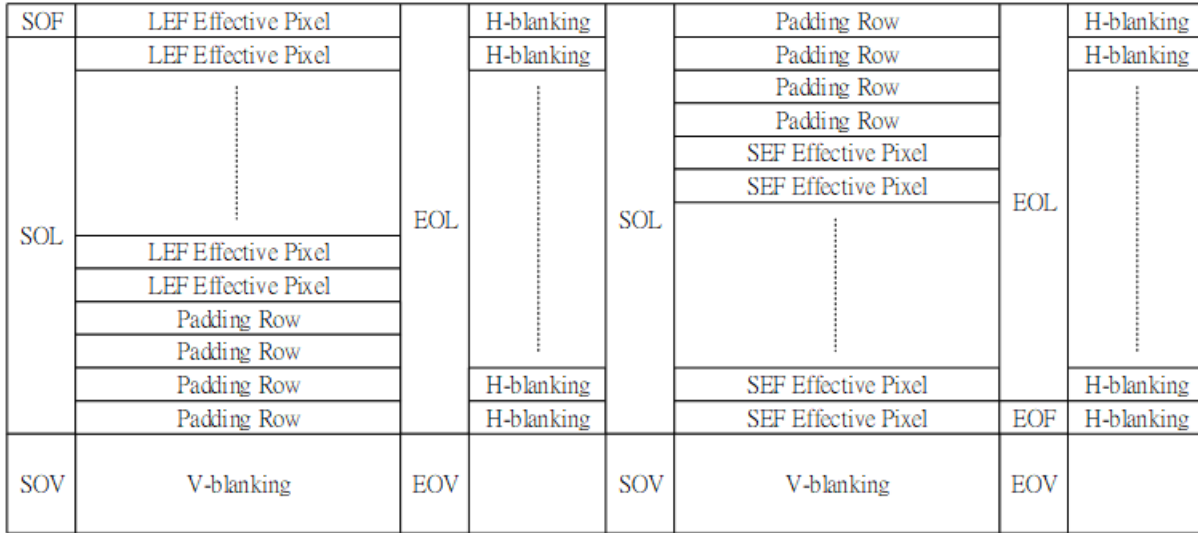 SOF LEF Effective Pixel H-blanking Padding Row H-blanking
LEF Effective Pixel H-blanking Padding Row H-blanking
Padding Row
Padding Row
SEF Effective Pixel
SEF Effective Pixel
EOL
SOL EOL SOL
LEF Effective Pixel
LEF Effective Pixel
Padding Row
Padding Row
Padding Row H-blanking SEF Effective Pixel H-blanking
Padding Row H-blanking SEF Effective Pixel EOF H-blanking
SOV V-blanking EOV SOV V-blanking EOV